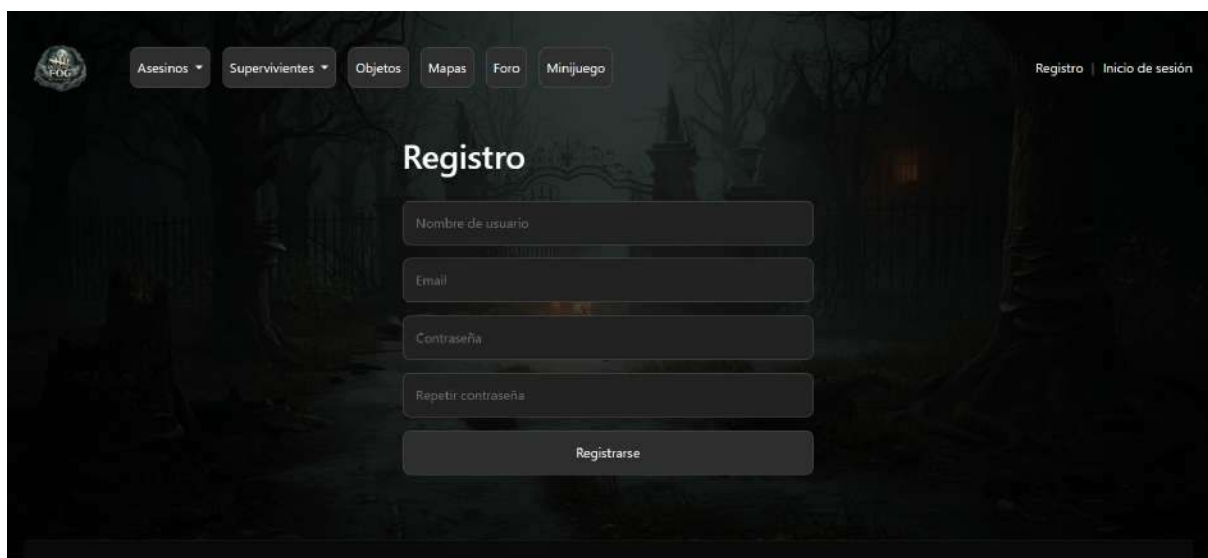 FOG
Asesinos
Supervivientes
Objetos
Mapas
Foro
Minijuego
Registro | Inicio de sesión
Registro
Nombre de usuario
Email
Contraseña
Repetir contraseña
Registrarse